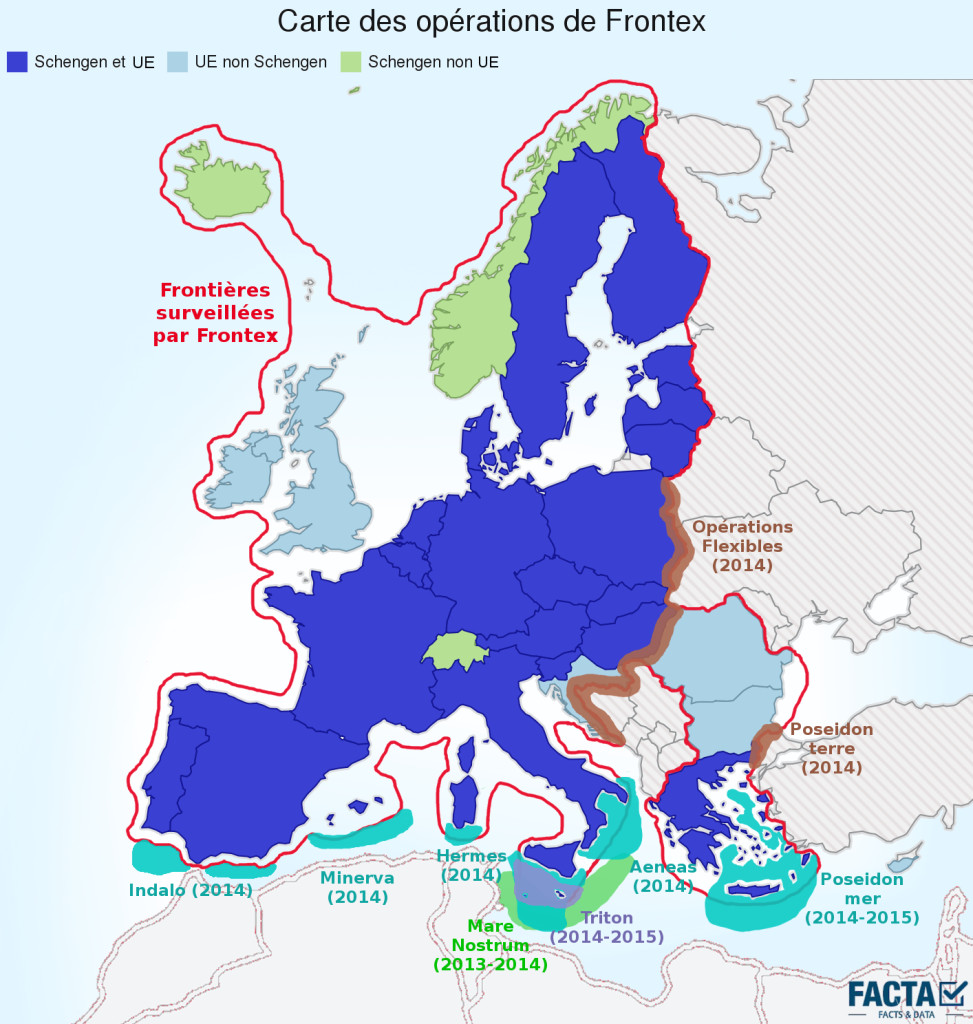 Carte des opérations de Frontex
Schengen et UE
UE non Schengen
Schengen non UE
Frontières
surveillées
par Frontex
Opérations
Flexibles
(2014)
Poseidon
terre
(2014)
Indalo (2014)
Minerva
(2014)
Hermes
(2014)
Aeneas
(2014)
Poseidon
mer
(2014-2015)
Triton
(2014-2015)
Mare
Nostrum
(2013-2014)
FACTA
FACTS & DATA